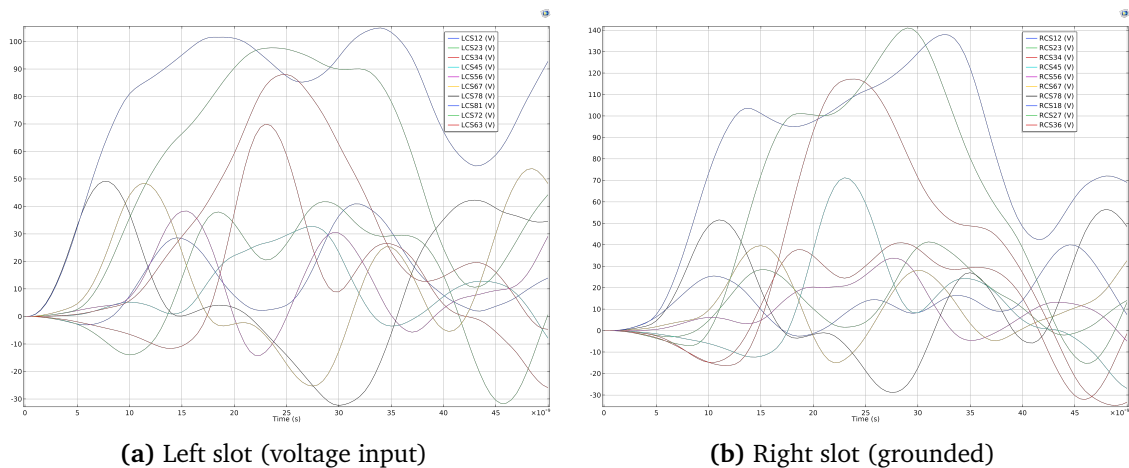 100
90
80
70
60
50
40
30
20
10
0
-10
-20
-30
0 5 10 15 20 25 30 35 40 45 ×10⁻⁸
Time (s)
LCS12 (V)
LCS23 (V)
LCS34 (V)
LCS45 (V)
LCS56 (V)
LCS67 (V)
LCS78 (V)
LCS81 (V)
LCS72 (V)
LCS63 (V)
(a) Left slot (voltage input)
140
130
120
110
100
90
80
70
60
50
40
30
20
10
0
-10
-20
-30
0 5 10 15 20 25 30 35 40 45 ×10⁻⁸
Time (s)
RCS12 (V)
RCS23 (V)
RCS34 (V)
RCS45 (V)
RCS56 (V)
RCS67 (V)
RCS78 (V)
RCS18 (V)
RCS27 (V)
RCS36 (V)
(b) Right slot (grounded)